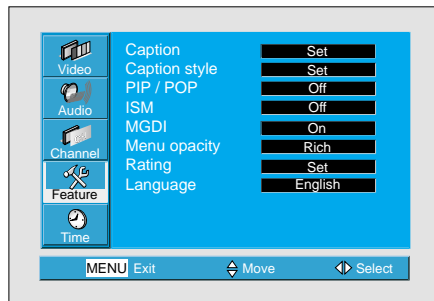 Video
Audio
Channel
Feature
Time
Caption Set
Caption style Set
PIP / POP Off
ISM Off
MGDI On
Menu opacity Rich
Rating Set
Language English
MENU Exit Move Select